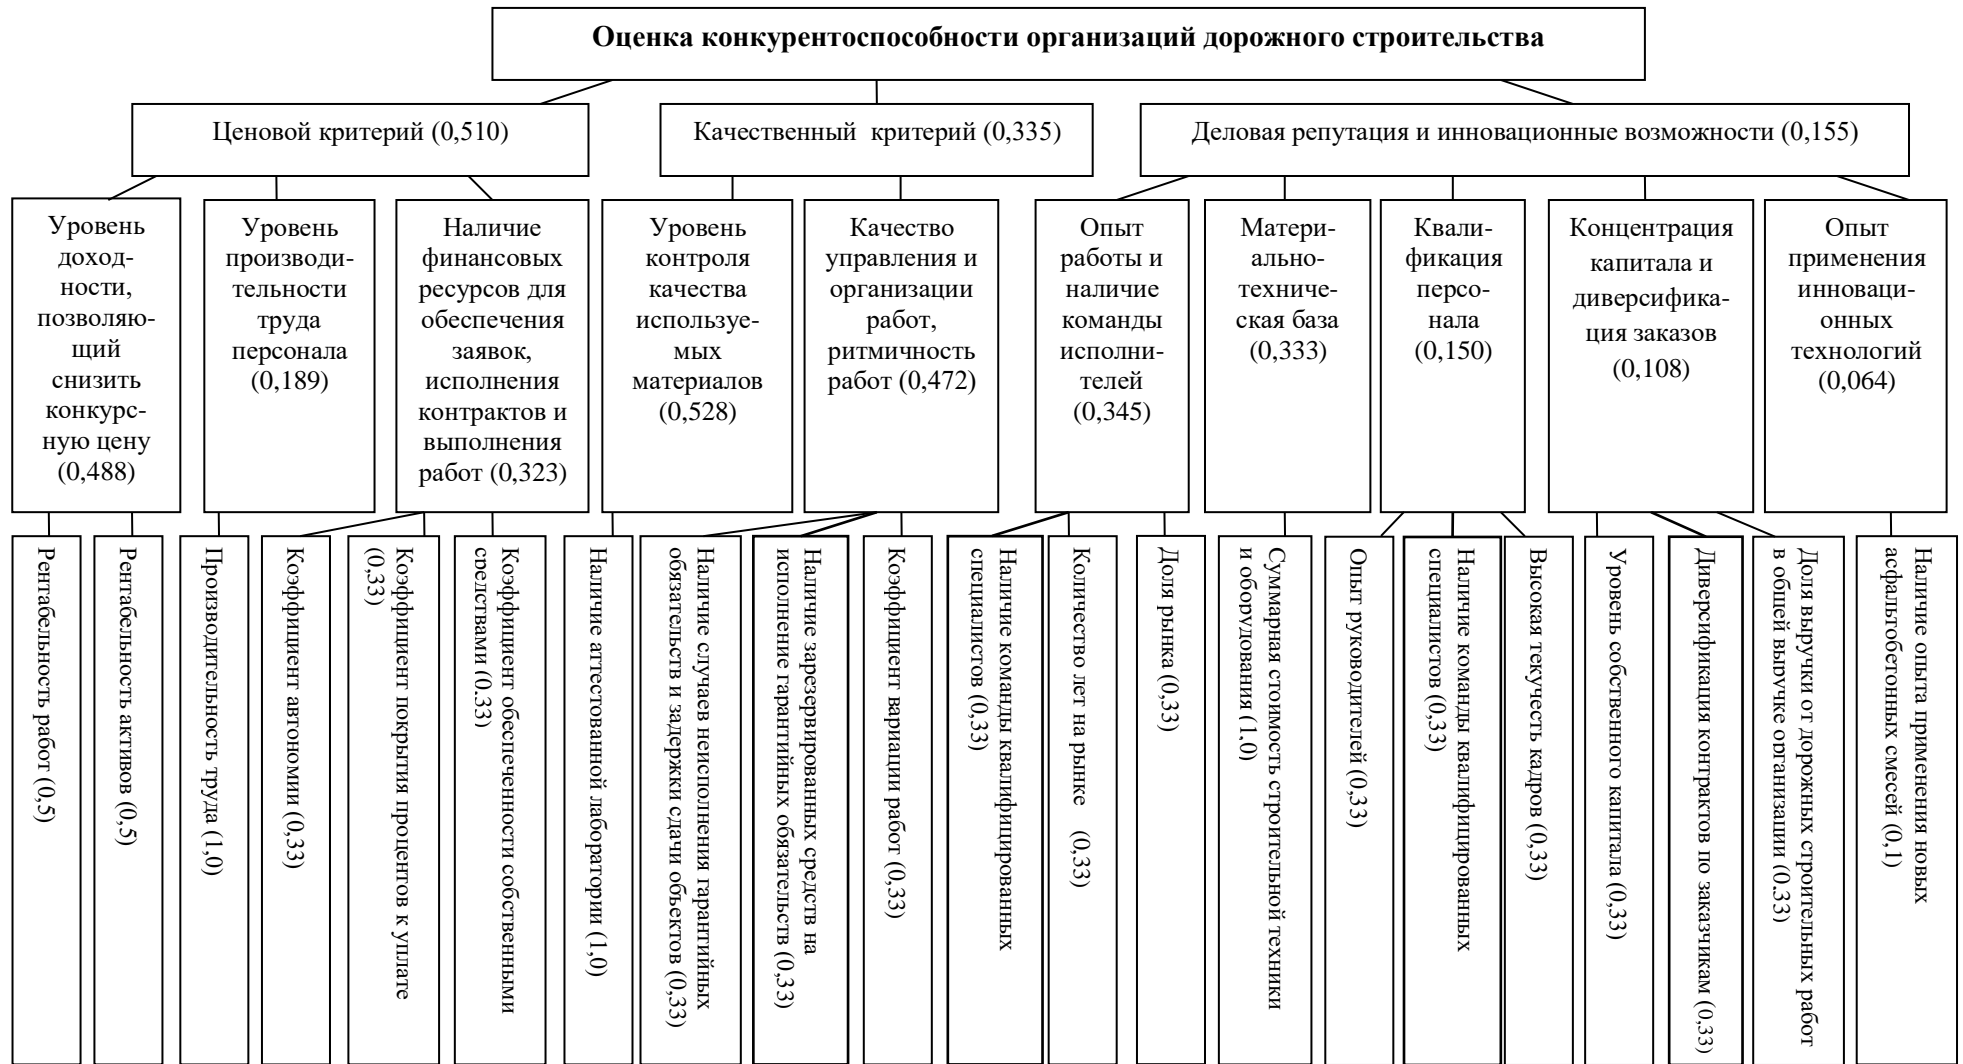 Оценка конкурентоспособности организаций дорожного строительства
Ценовой критерий (0,510)
Качественный критерий (0,335)
Деловая репутация и инновационные возможности (0,155)
Уровень
доход-
ности,
позволяю-
щий
снизить
конкурс-
ную цену
(0,488)
Уровень
производи-
тельности
труда
персонала
(0,189)
Наличие
финансовых
ресурсов для
обеспечения
заявок,
исполнения
контрактов и
выполнения
работ (0,323)
Уровень
контроля
качества
используе-
мых
материалов
(0,528)
Качество
управления и
организации
работ,
ритмичность
работ (0,472)
Опыт
работы и
наличие
команды
исполни-
телей
(0,345)
Матери-
ально-
техниче-
ская база
(0,333)
Квали-
фикация
персо-
нала
(0,150)
Концентрация
капитала и
диверсифика-
ция заказов
(0,108)
Опыт
применения
инноваци-
онных
технологий
(0,064)
Рентабельность работ (0,5)
Рентабельность активов (0,5)
Производительность труда (1,0)
Коэффициент автономии (0,33)
Коэффициент покрытия процентов к уплате
(0,33)
Коэффициент обеспеченности собственными
средствами (0.33)
Наличие аттестованной лаборатории (1,0)
Наличие случаев неисполнения гарантийных
обязательств и задержки сдачи объектов (0,33)
Наличие зарезервированных средств на
исполнение гарантийных обязательств (0,33)
Коэффициент вариации работ (0,33)
Наличие команды квалифицированных
специалистов (0,33)
Количество лет на рынке (0,33)
Доля рынка (0,33)
Суммарная стоимость строительной техники
и оборудования (1,0)
Опыт руководителей (0,33)
Наличие команды квалифицированных
специалистов (0,33)
Высокая текучесть кадров (0,33)
Уровень собственного капитала (0,33)
Диверсификация контрактов по заказчикам (0,33)
Доля выручки от дорожных строительных работ
в общей выручке организации (0.33)
Наличие опыта применения новых
асфальтобетонных смесей (0,1)